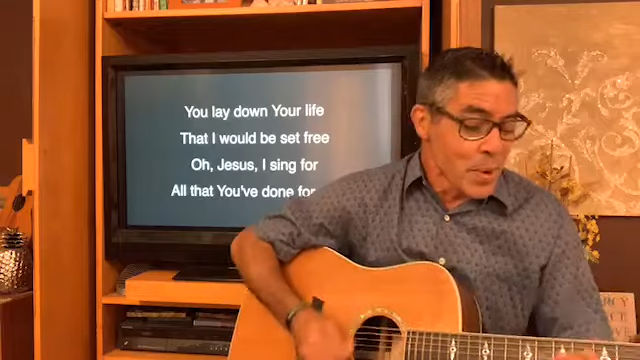 You lay down Your life
That I would be set free
Oh, Jesus, I sing for
All that You've done for